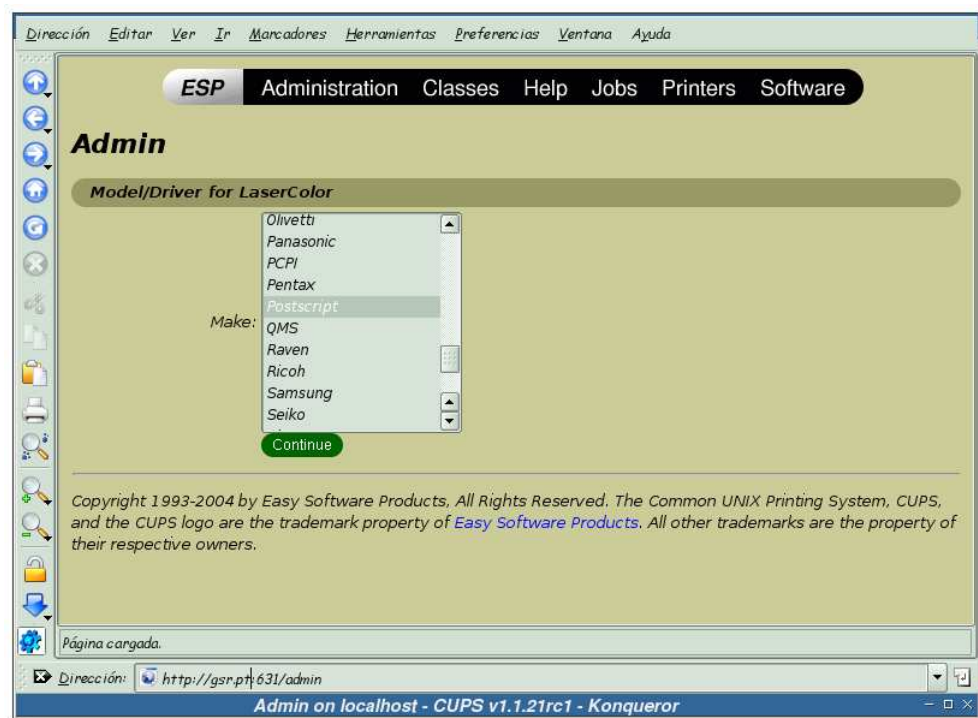 Dirección Editar Ver Ir Marcadores Herramientas Preferencias Ventana Ayuda
ESP Administration Classes Help Jobs Printers Software
Admin
Model/Driver for LaserColor
Make:
Olivetti
Panasonic
PCPI
Pentax
Postscript
QMS
Raven
Ricoh
Samsung
Seiko
Continue
Copyright 1993-2004 by Easy Software Products, All Rights Reserved. The Common UNIX Printing System, CUPS,
and the CUPS logo are the trademark property of Easy Software Products. All other trademarks are the property of
their respective owners.
Página cargada.
Dirección: http://gsr.pt:631/admin
Admin on localhost - CUPS v1.1.21rc1 - Konqueror